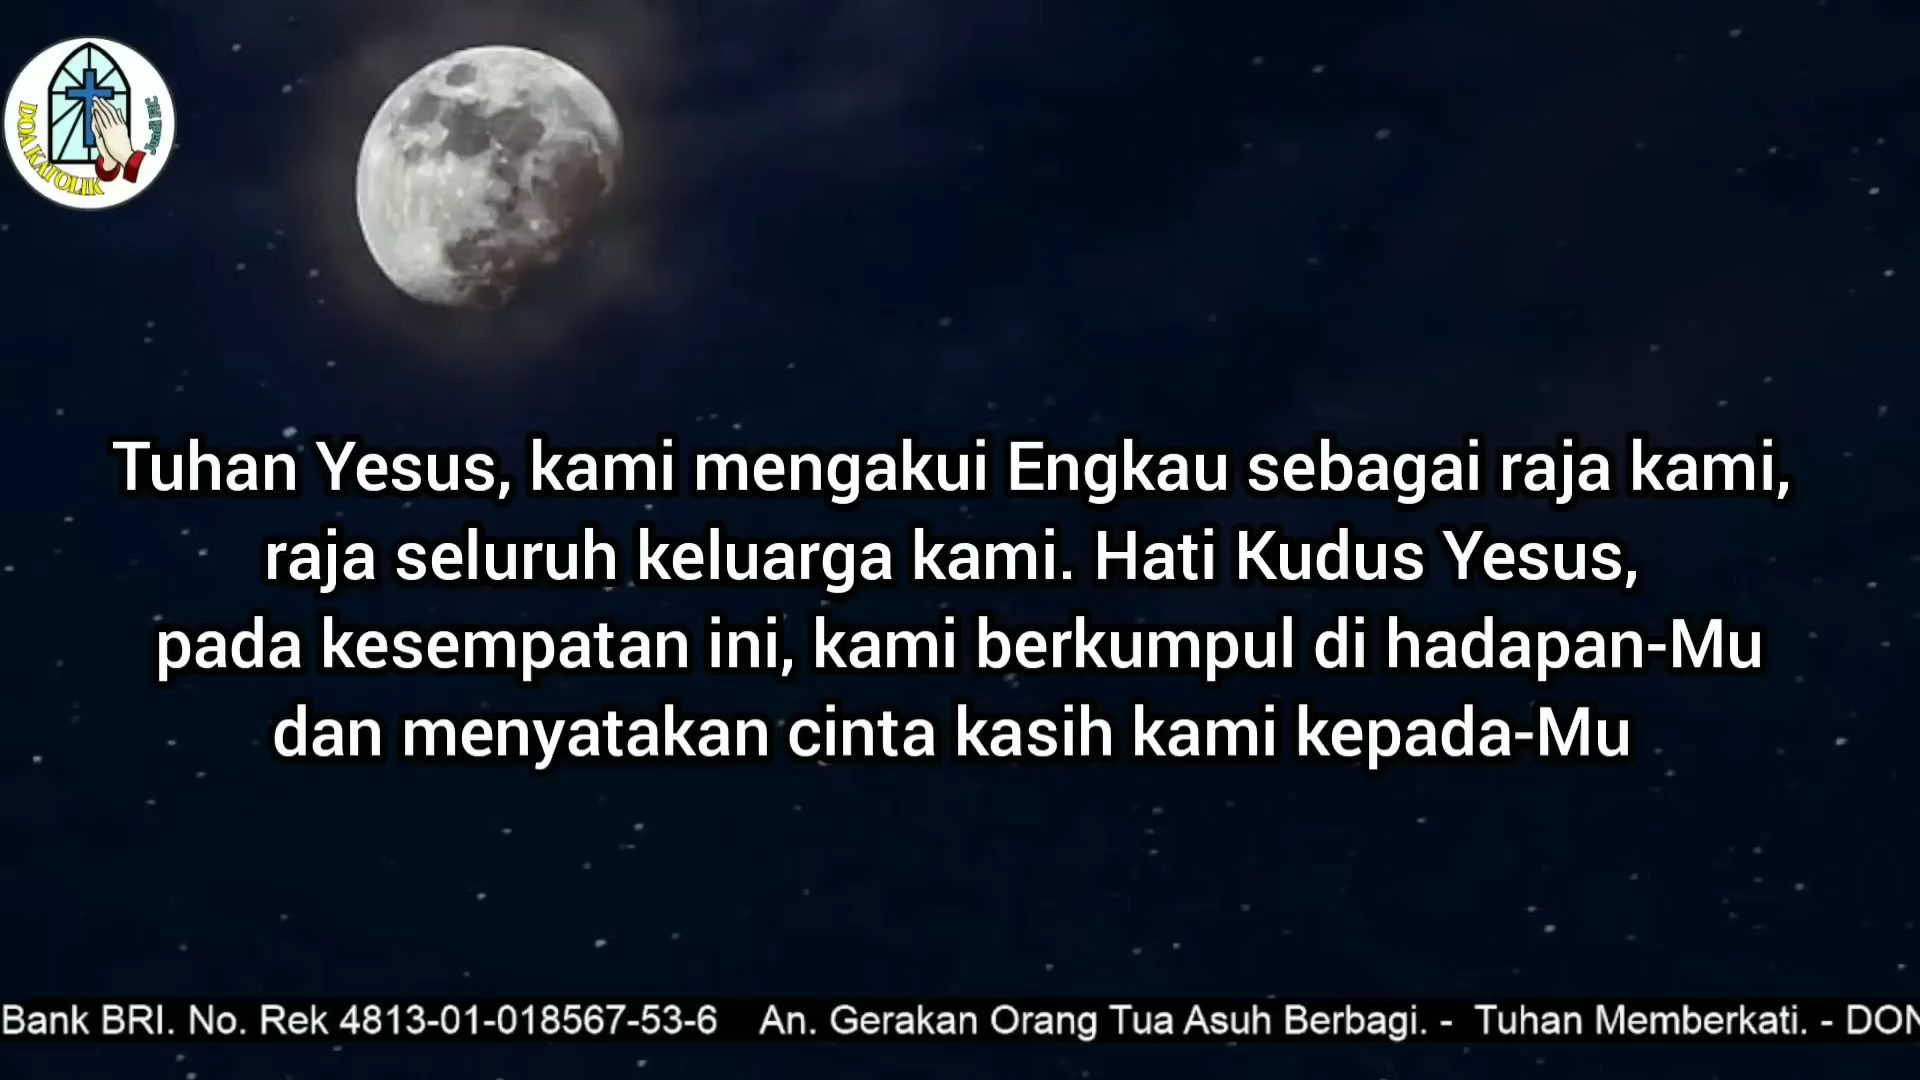 DOA KATOLIK
Tuhan Yesus, kami mengakui Engkau sebagai raja kami,
raja seluruh keluarga kami. Hati Kudus Yesus,
pada kesempatan ini, kami berkumpul di hadapan-Mu
dan menyatakan cinta kasih kami kepada-Mu
Bank BRI. No. Rek 4813-01-018567-53-6 An. Gerakan Orang Tua Asuh Berbagi. - Tuhan Memberkati. - DON